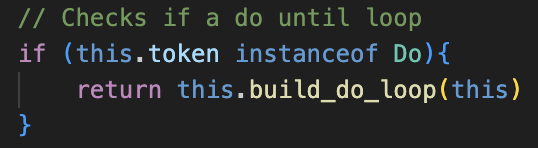 // Checks if a do until loop
if (this.token instanceof Do){
    return this.build_do_loop(this)
}